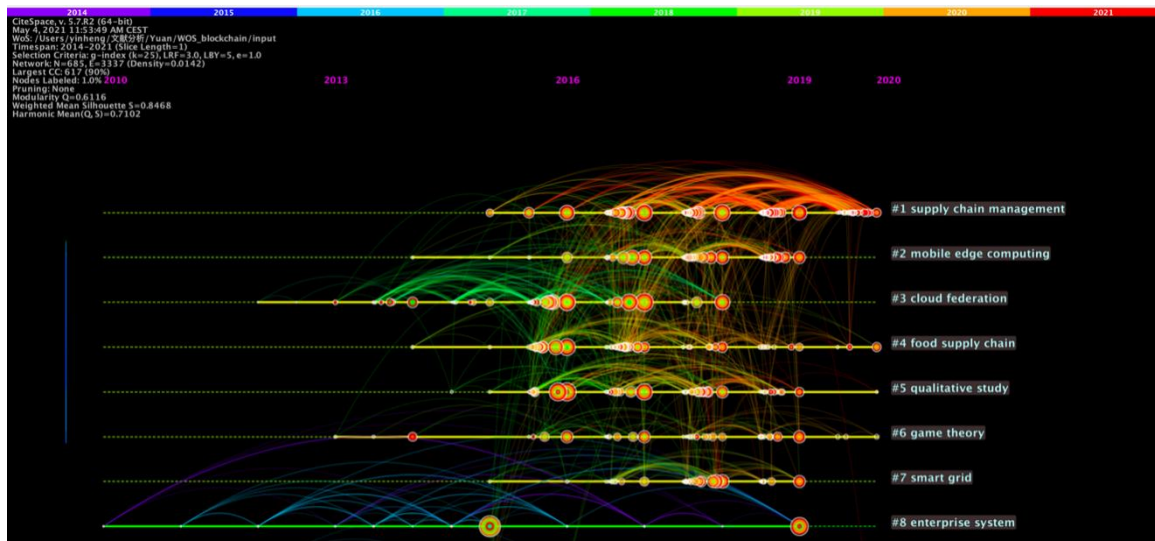 2014 2015 2016 2017 2018 2019 2020 2021
CiteSpace, v. 5.7.R2 (64-bit)
May 4, 2021 11:53:49 AM CEST
WoS: /Users/yinheng/文献分析/Yuan/WOS_blockchain/input
Timespan: 2014-2021 (Slice Length=1)
Selection Criteria: g-index (k=25), LRF=3.0, LBY=5, e=1.0
Network: N=685, E=3337 (Density=0.0142)
Largest CC: 617 (90%)
Nodes Labeled: 1.0%
Pruning: None
Modularity Q=0.6116
Weighted Mean Silhouette S=0.8468
Harmonic Mean(Q, S)=0.7102
2010 2013 2016 2019 2020
#1 supply chain management
#2 mobile edge computing
#3 cloud federation
#4 food supply chain
#5 qualitative study
#6 game theory
#7 smart grid
#8 enterprise system